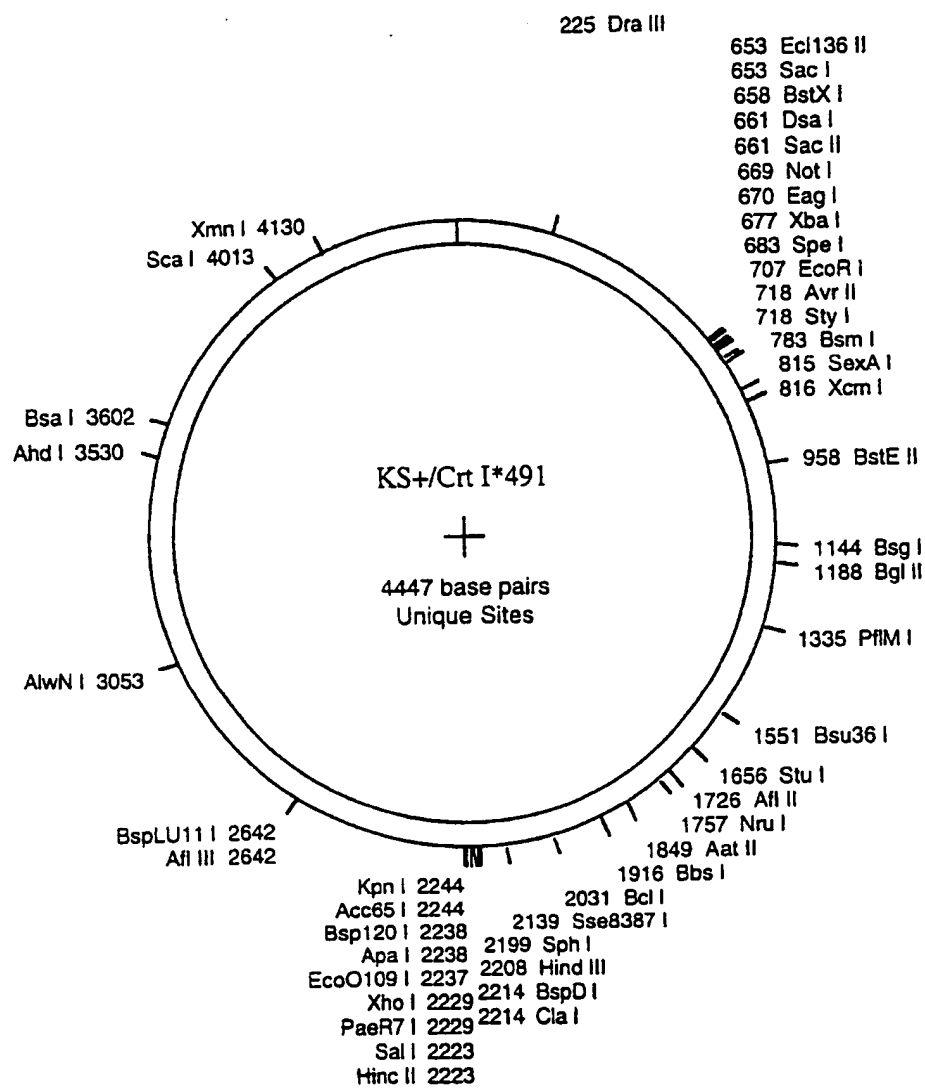 225 Dra III
653 Ecl136 II
653 Sac I
658 BstX I
661 Dsa I
661 Sac II
669 Not I
670 Eag I
677 Xba I
683 Spe I
707 EcoR I
718 Avr II
718 Sty I
783 Bsm I
815 SexA I
816 Xcm I
958 BstE II
1144 Bsg I
1188 Bgl II
1335 PflM I
1551 Bsu36 I
1656 Stu I
1726 Afl II
1757 Nru I
1849 Aat II
1916 Bbs I
2031 Bcl I
2139 Sse8387 I
2199 Sph I
2208 Hind III
2214 BspD I
2214 Cla I
Kpn I 2244
Acc65 I 2244
Bsp120 I 2238
Apa I 2238
EcoO109 I 2237
Xho I 2229
PaeR7 I 2229
Sal I 2223
Hinc II 2223
BspLU11 I 2642
Afl III 2642
AlwN I 3053
Ahd I 3530
Bsa I 3602
Sca I 4013
Xmn I 4130
KS+/Crt I*491
4447 base pairs
Unique Sites